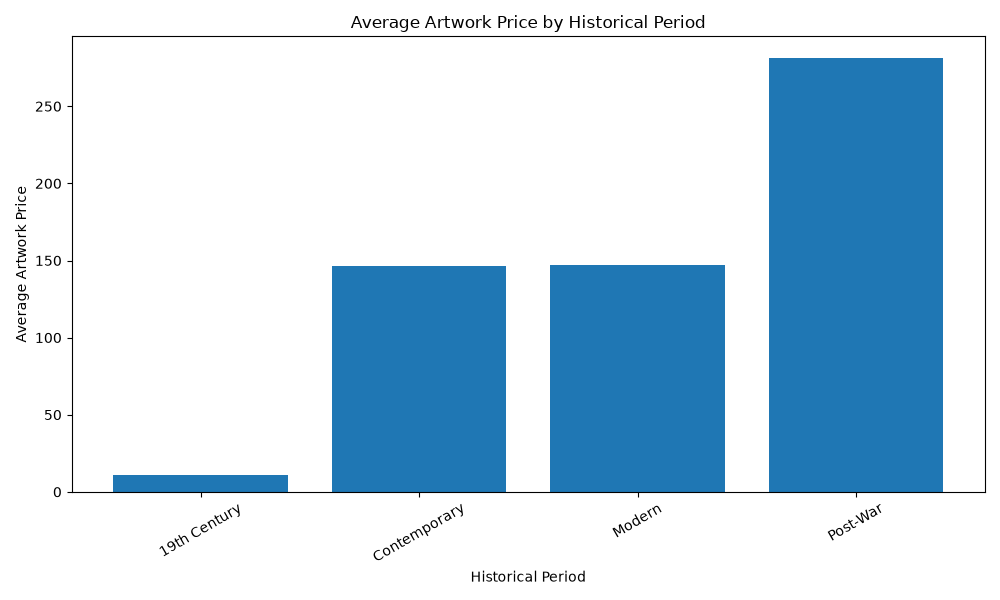 Average Artwork Price by Historical Period
Average Artwork Price
250
200
150
100
50
0
19th Century
Contemporary
Modern
Post-War
Historical Period